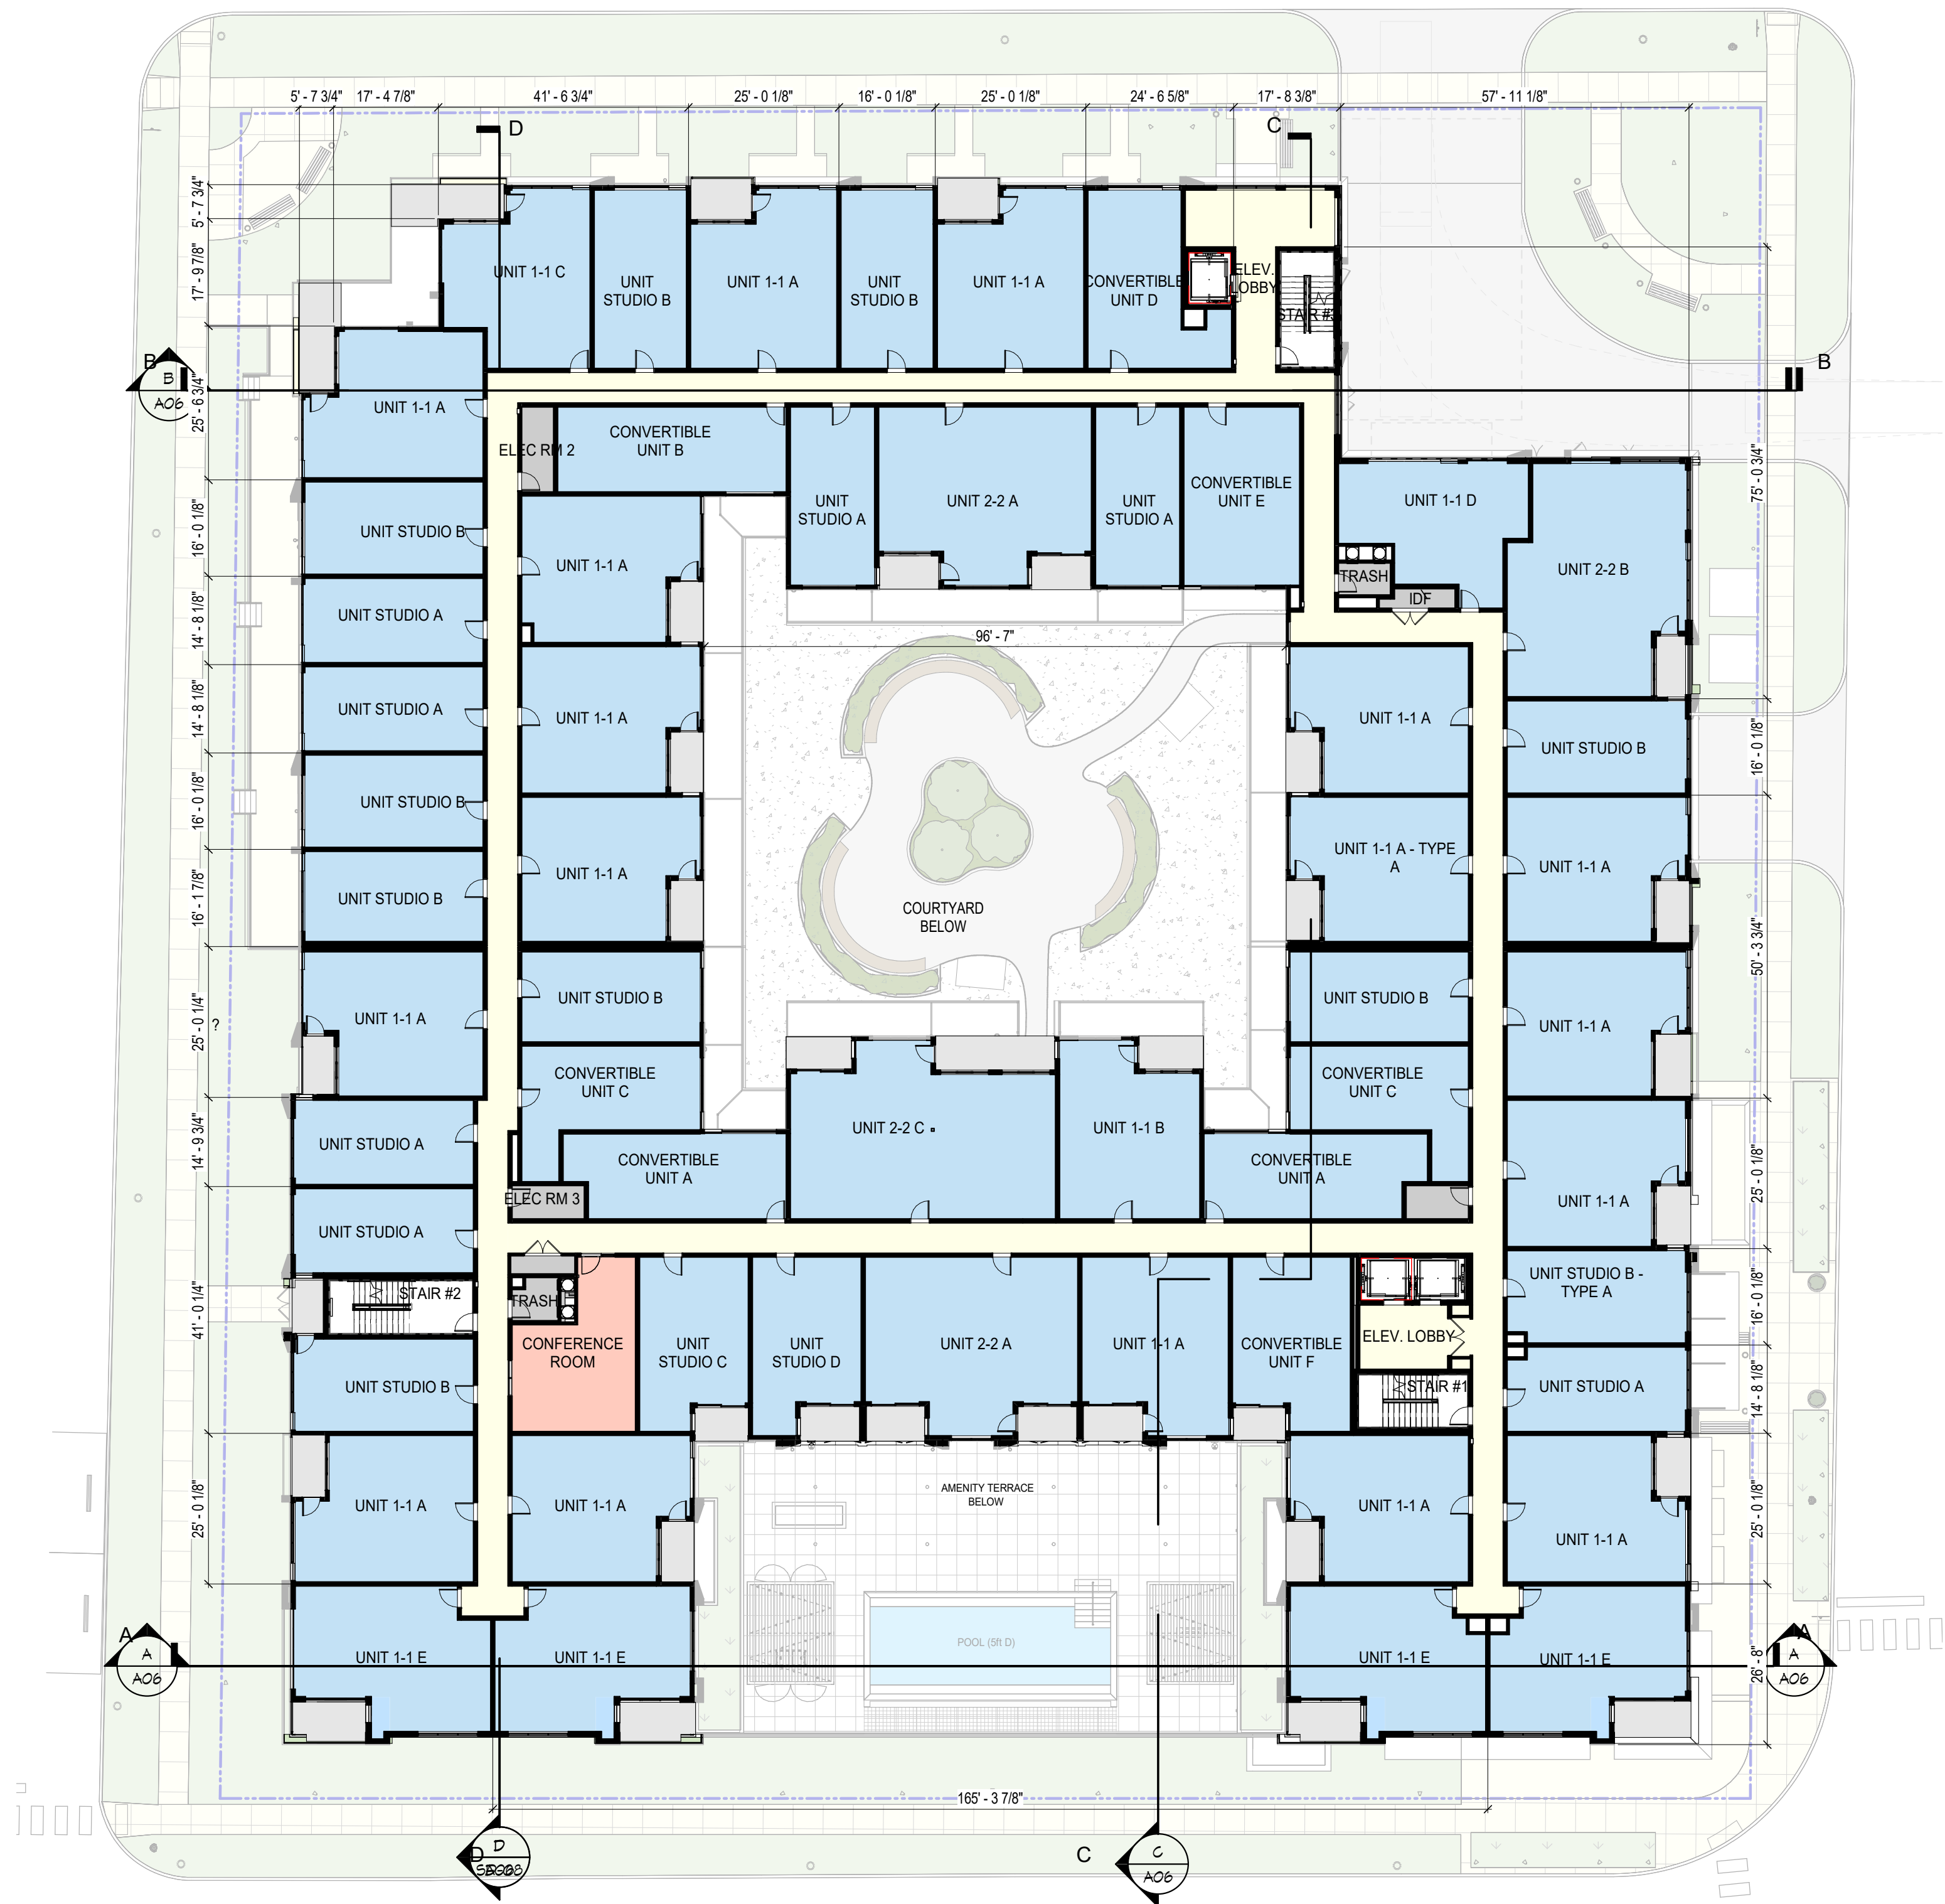 5' - 7 3/4"
17' - 4 7/8"
41' - 6 3/4"
25' - 0 1/8"
16' - 0 1/8"
25' - 0 1/8"
24' - 6 5/8"
17' - 8 3/8"
57' - 11 1/8"
D
C
5' - 7 3/4"
17' - 9 7/8"
25' - 6 3/4"
16' - 0 1/8"
14' - 8 1/8"
14' - 8 1/8"
16' - 0 1/8"
16' - 1 7/8"
25' - 0 1/4"
?
14' - 9 3/4"
41' - 0 1/4"
25' - 0 1/8"
UNIT 1-1 C
UNIT
STUDIO B
UNIT 1-1 A
UNIT
STUDIO B
UNIT 1-1 A
CONVERTIBLE
UNIT D
ELEV.
LOBBY
STAIR #3
B
B
A06
B
UNIT 1-1 A
ELEC RM 2
CONVERTIBLE
UNIT B
UNIT
STUDIO A
UNIT 2-2 A
UNIT
STUDIO A
CONVERTIBLE
UNIT E
UNIT 1-1 D
TRASH
IDF
UNIT 2-2 B
UNIT STUDIO B
UNIT 1-1 A
UNIT STUDIO A
96' - 7"
UNIT STUDIO A
UNIT 1-1 A
UNIT 1-1 A
UNIT STUDIO B
UNIT STUDIO B
UNIT 1-1 A
UNIT 1-1 A - TYPE
A
UNIT 1-1 A
UNIT STUDIO B
COURTYARD
BELOW
UNIT 1-1 A
UNIT STUDIO B
UNIT STUDIO B
UNIT 1-1 A
CONVERTIBLE
UNIT C
CONVERTIBLE
UNIT C
UNIT STUDIO A
UNIT 2-2 C
UNIT 1-1 B
CONVERTIBLE
UNIT A
CONVERTIBLE
UNIT A
ELEC RM 3
UNIT 1-1 A
UNIT STUDIO A
STAIR #2
TRASH
CONFERENCE
ROOM
UNIT
STUDIO C
UNIT
STUDIO D
UNIT 2-2 A
UNIT 1-1 A
CONVERTIBLE
UNIT F
ELEV. LOBBY
STAIR #1
UNIT STUDIO B -
TYPE A
UNIT STUDIO B
UNIT STUDIO A
UNIT 1-1 A
UNIT 1-1 A
AMENITY TERRACE
BELOW
UNIT 1-1 A
UNIT 1-1 A
75' - 0 3/4"
16' - 0 1/8"
50' - 3 3/4"
25' - 0 1/8"
16' - 0 1/8"
14' - 8 1/8"
25' - 0 1/8"
26' - 8"
A
A
A06
UNIT 1-1 E
UNIT 1-1 E
POOL (5ft D)
UNIT 1-1 E
UNIT 1-1 E
A
A
A06
165' - 3 7/8"
D
D
C
C
A06